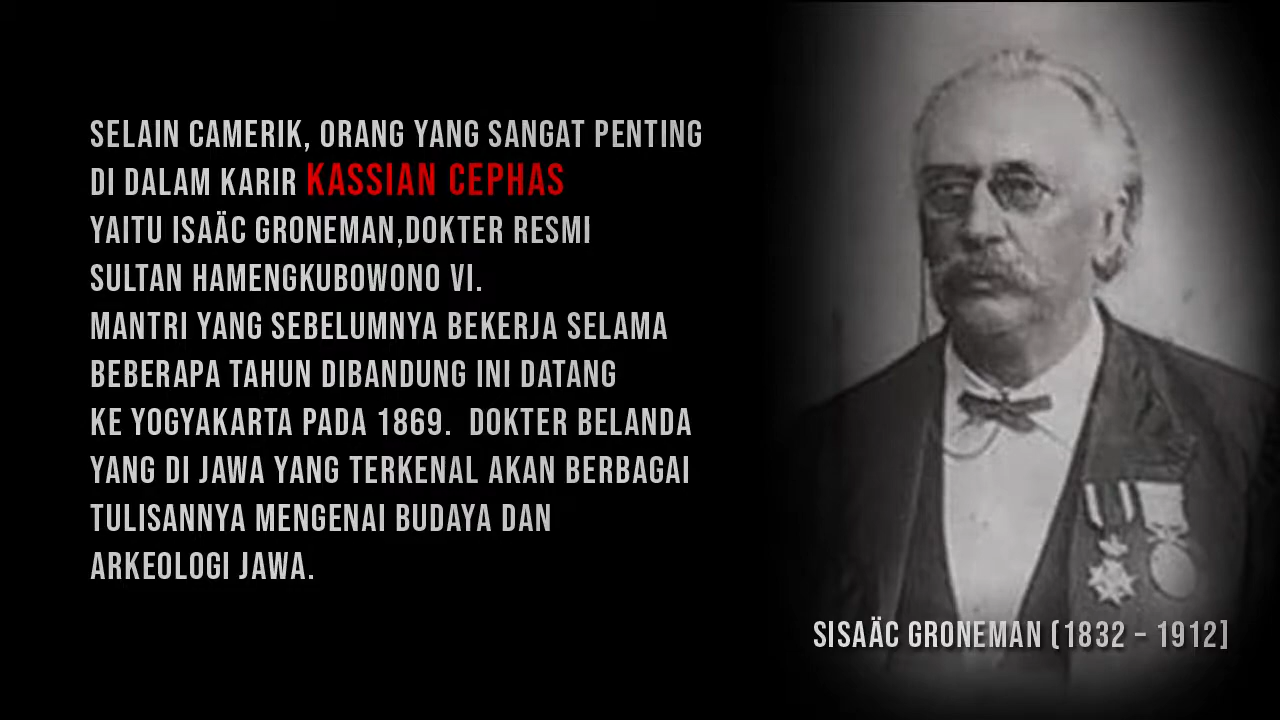 SELAIN CAMERIK, ORANG YANG SANGAT PENTING
DI DALAM KARIR KASSIAN CEPHAS
YAITU ISAÄC GRONEMAN,DOKTER RESMI
SULTAN HAMENGKUBOWONO VI.
MANTRI YANG SEBELUMNYA BEKERJA SELAMA
BEBERAPA TAHUN DIBANDUNG INI DATANG
KE YOGYAKARTA PADA 1869.  DOKTER BELANDA
YANG DI JAWA YANG TERKENAL AKAN BERBAGAI
TULISANNYA MENGENAI BUDAYA DAN
ARKEOLOGI JAWA.
SISAÄC GRONEMAN (1832 – 1912]